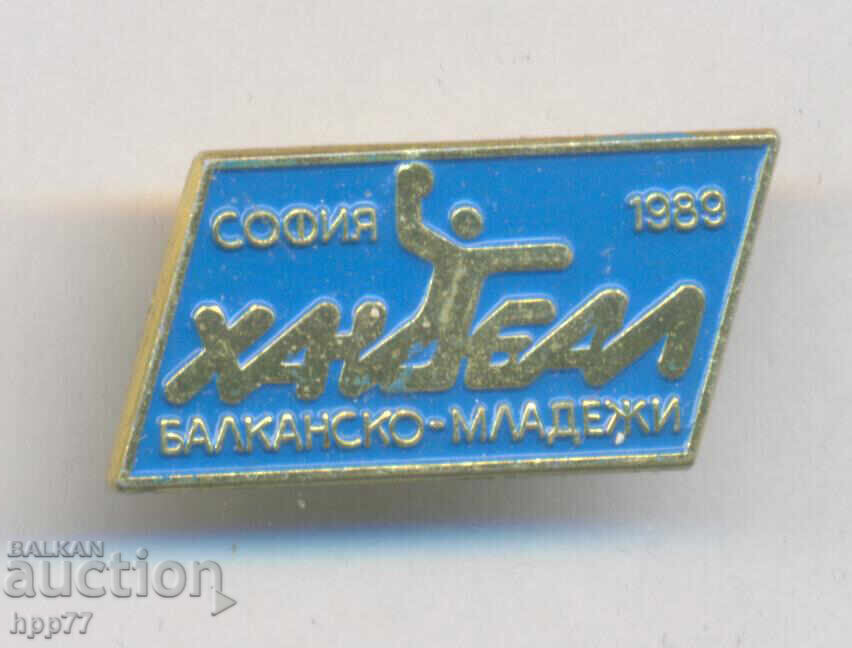 СОФИЯ 1989
ХАНДБАЛ
БАЛКАНСКО-МЛАДЕЖИ
BALKAN
auction
hpp77